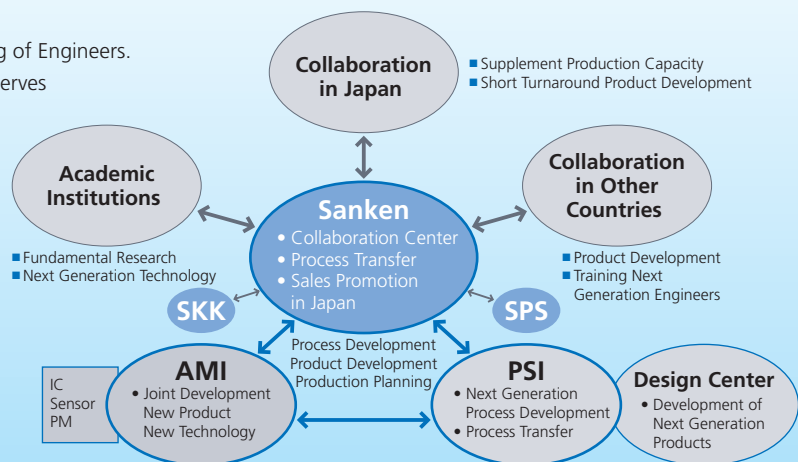 g of Engineers.
erves
Collaboration
in Japan
■ Supplement Production Capacity
■ Short Turnaround Product Development
Academic
Institutions
■ Fundamental Research
■ Next Generation Technology
Collaboration
in Other
Countries
■ Product Development
■ Training Next
Generation Engineers
Sanken
• Collaboration Center
• Process Transfer
• Sales Promotion
in Japan
SKK
SPS
Process Development
Product Development
Production Planning
IC
Sensor
PM
AMI
• Joint Development
New Product
New Technology
PSI
• Next Generation
Process Development
• Process Transfer
Design Center
• Development of
Next Generation
Products